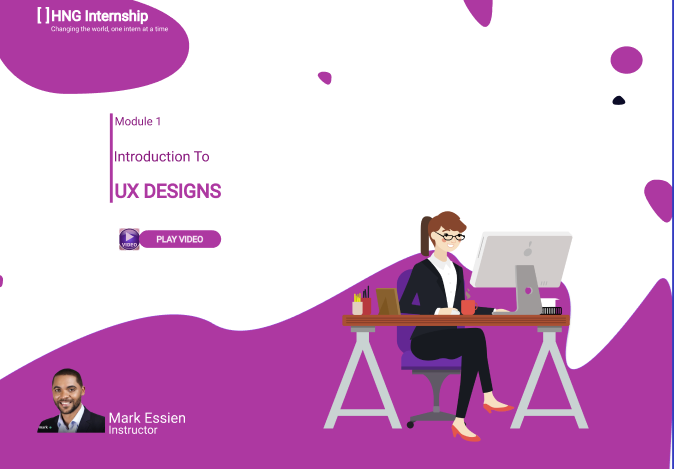 [ ] HNG Internship
Changing the world, one intern at a time
Module 1
Introduction To
UX DESIGNS
VIDEO
PLAY VIDEO
Mark Essien
Instructor